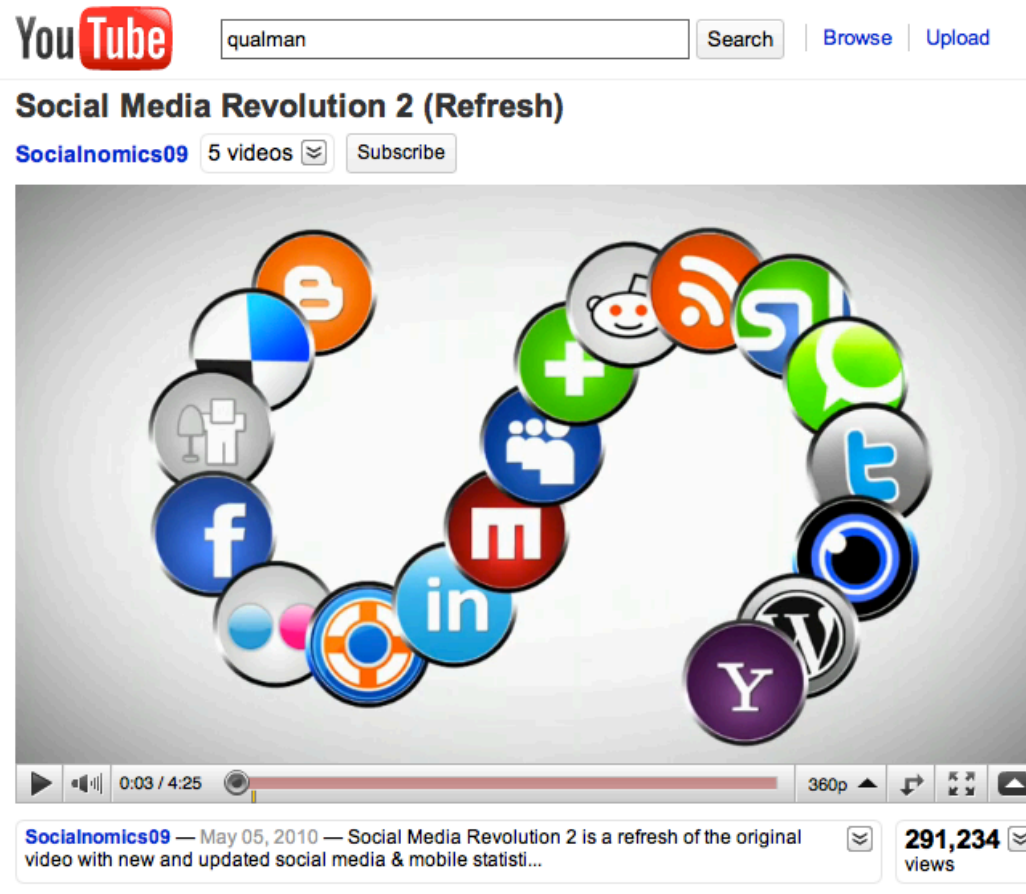 YouTube qualman Search Browse Upload
Social Media Revolution 2 (Refresh)
Socialnomics09 5 videos Subscribe
f
in
m
t
W
Y
0:03 / 4:25 360p
Socialnomics09 — May 05, 2010 — Social Media Revolution 2 is a refresh of the original
video with new and updated social media & mobile statisti...
291,234
views